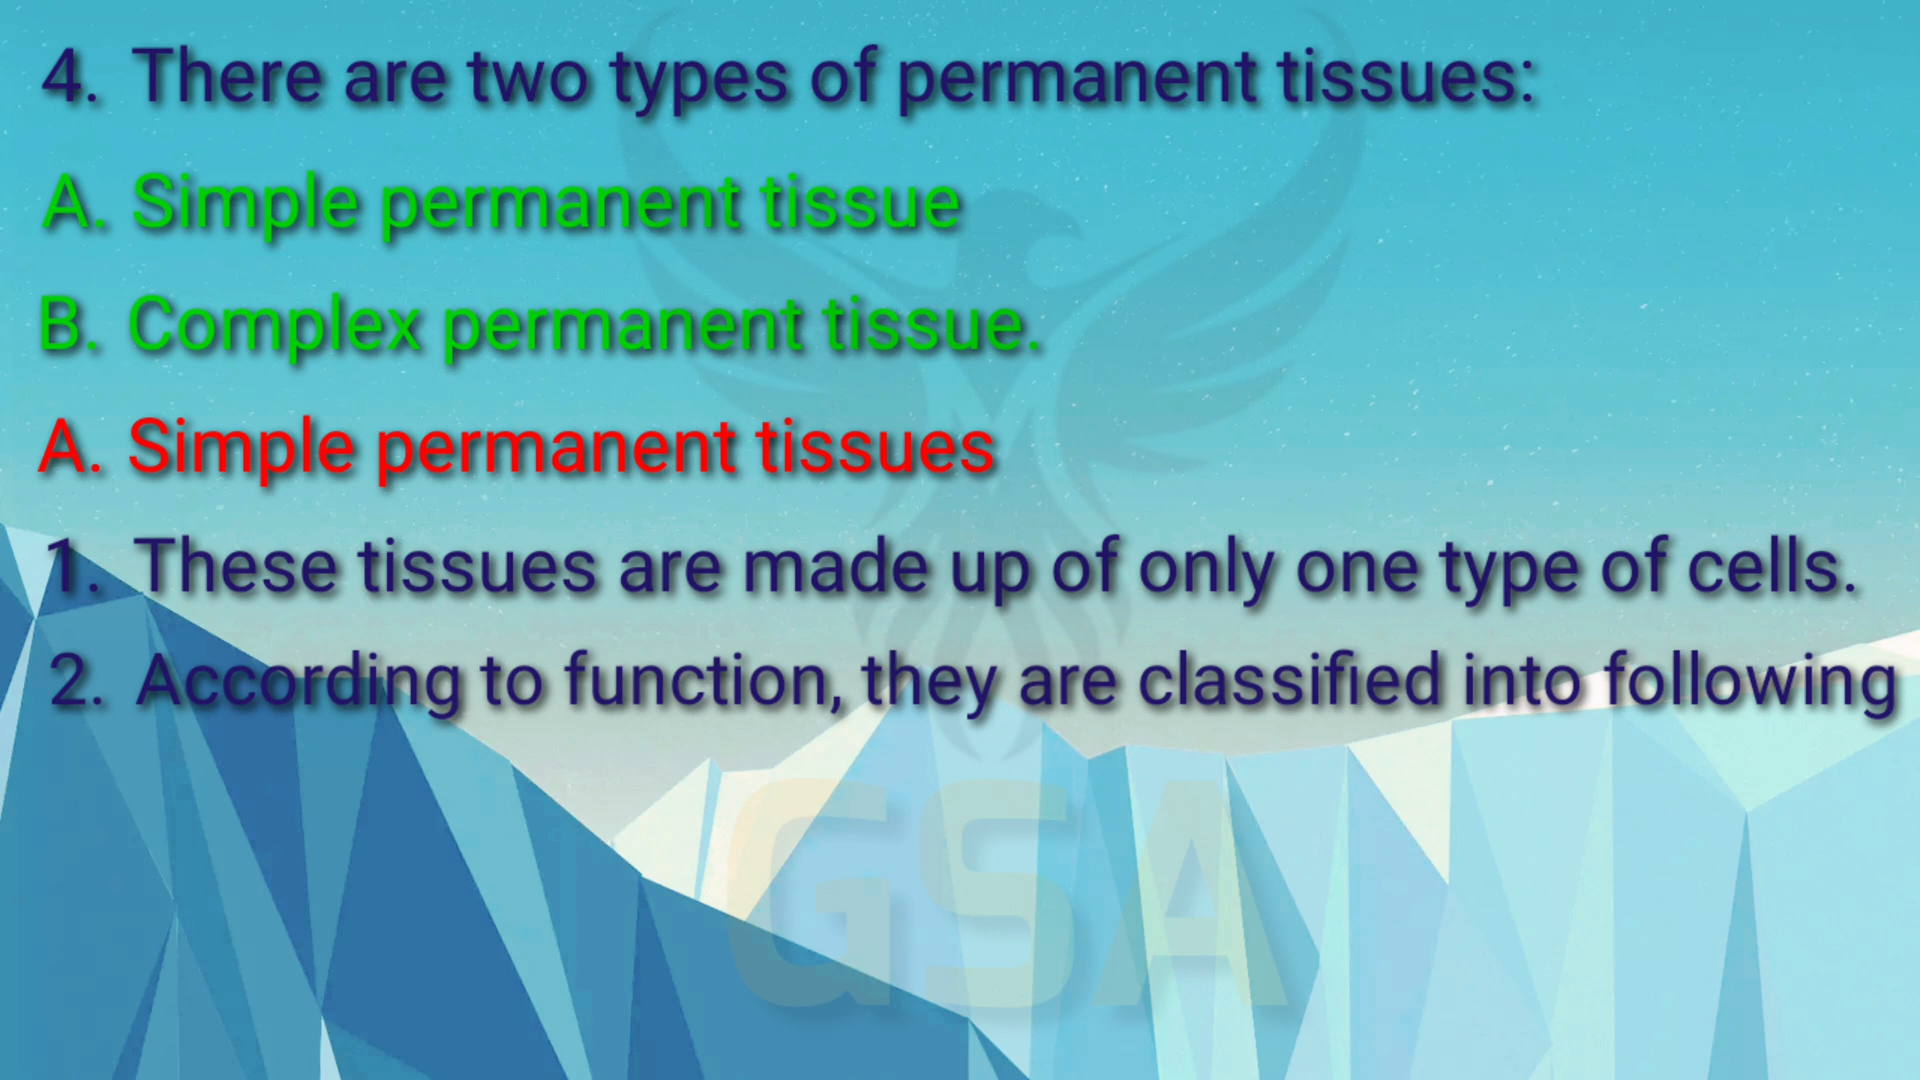 4. There are two types of permanent tissues:
A. Simple permanent tissue
B. Complex permanent tissue.
A. Simple permanent tissues
1. These tissues are made up of only one type of cells.
2. According to function, they are classified into following
GSA